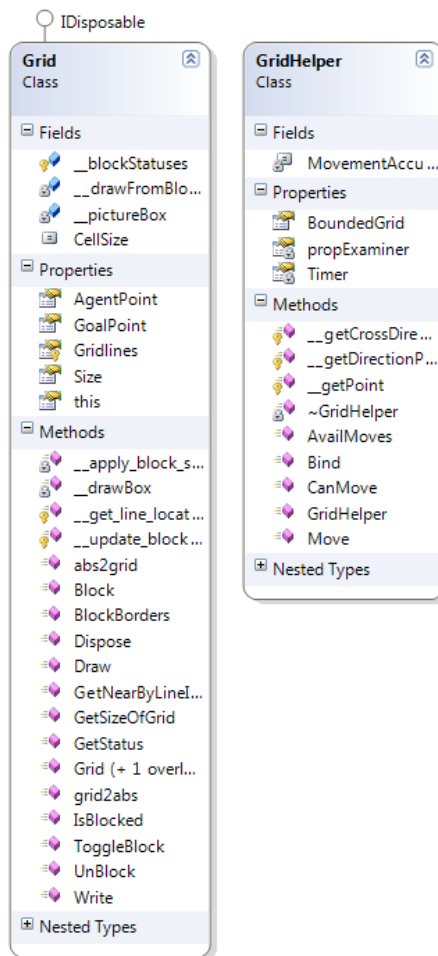 IDisposable
Grid
Class
Fields
__blockStatuses
__drawFromBlo...
__pictureBox
CellSize
Properties
AgentPoint
GoalPoint
Gridlines
Size
this
Methods
__apply_block_s...
__drawBox
__get_line_locat...
__update_block...
abs2grid
Block
BlockBorders
Dispose
Draw
GetNearByLineI...
GetSizeOfGrid
GetStatus
Grid (+ 1 overl...
grid2abs
IsBlocked
ToggleBlock
UnBlock
Write
Nested Types
GridHelper
Class
Fields
MovementAccu...
Properties
BoundedGrid
propExaminer
Timer
Methods
__getCrossDire...
__getDirectionP...
__getPoint
~GridHelper
AvailMoves
Bind
CanMove
GridHelper
Move
Nested Types